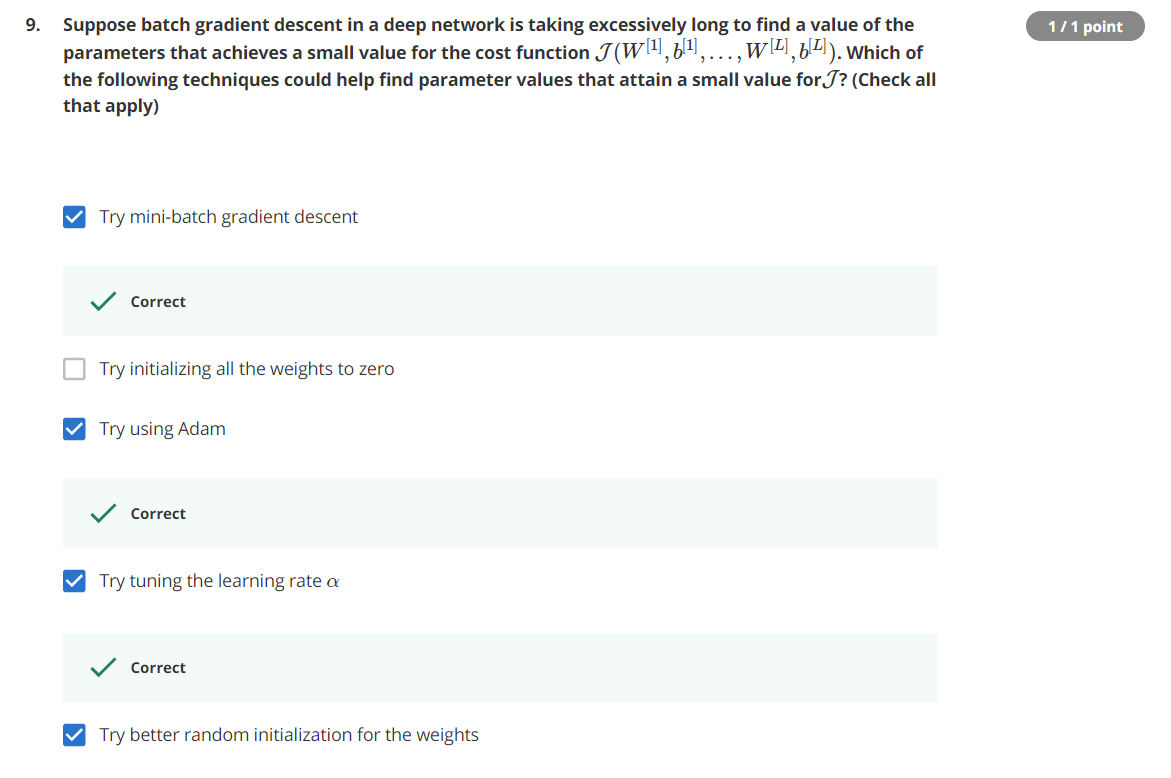 9. Suppose batch gradient descent in a deep network is taking excessively long to find a value of the 1 / 1 point
parameters that achieves a small value for the cost function 𝒥(W[1], b[1], . . . , W[L], b[L]). Which of
the following techniques could help find parameter values that attain a small value for𝒥? (Check all
that apply)
Try mini-batch gradient descent
Correct
Try initializing all the weights to zero
Try using Adam
Correct
Try tuning the learning rate α
Correct
Try better random initialization for the weights